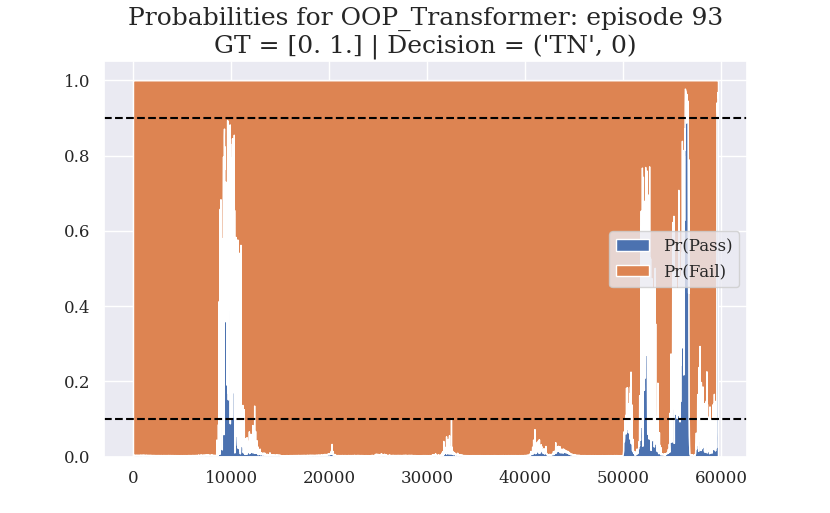 Probabilities for OOP_Transformer: episode 93
GT = [0. 1.] | Decision = ('TN', 0)
1.0
0.8
0.6
0.4
0.2
0.0
Pr(Pass)
Pr(Fail)
0 10000 20000 30000 40000 50000 60000